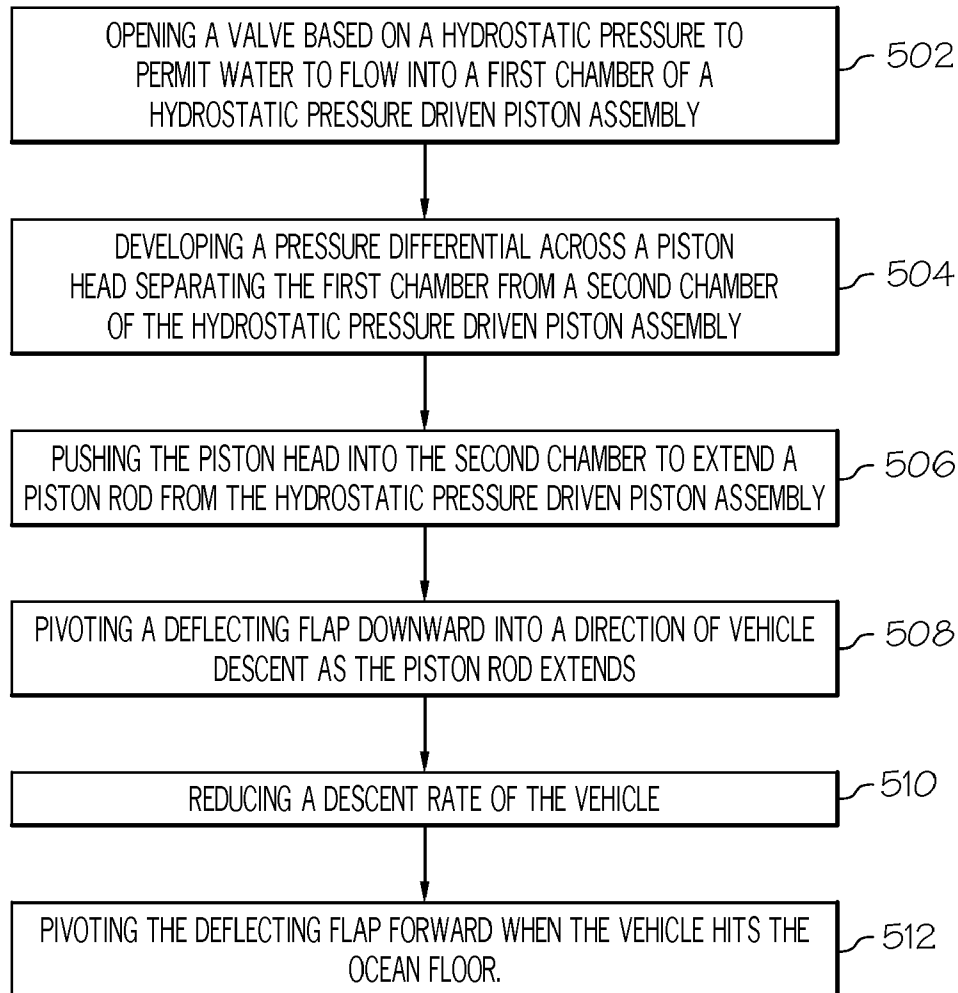 OPENING A VALVE BASED ON A HYDROSTATIC PRESSURE TO
PERMIT WATER TO FLOW INTO A FIRST CHAMBER OF A
HYDROSTATIC PRESSURE DRIVEN PISTON ASSEMBLY
502
DEVELOPING A PRESSURE DIFFERENTIAL ACROSS A PISTON
HEAD SEPARATING THE FIRST CHAMBER FROM A SECOND CHAMBER
OF THE HYDROSTATIC PRESSURE DRIVEN PISTON ASSEMBLY
504
PUSHING THE PISTON HEAD INTO THE SECOND CHAMBER TO EXTEND A
PISTON ROD FROM THE HYDROSTATIC PRESSURE DRIVEN PISTON ASSEMBLY
506
PIVOTING A DEFLECTING FLAP DOWNWARD INTO A DIRECTION OF VEHICLE
DESCENT AS THE PISTON ROD EXTENDS
508
REDUCING A DESCENT RATE OF THE VEHICLE
510
PIVOTING THE DEFLECTING FLAP FORWARD WHEN THE VEHICLE HITS THE
OCEAN FLOOR.
512